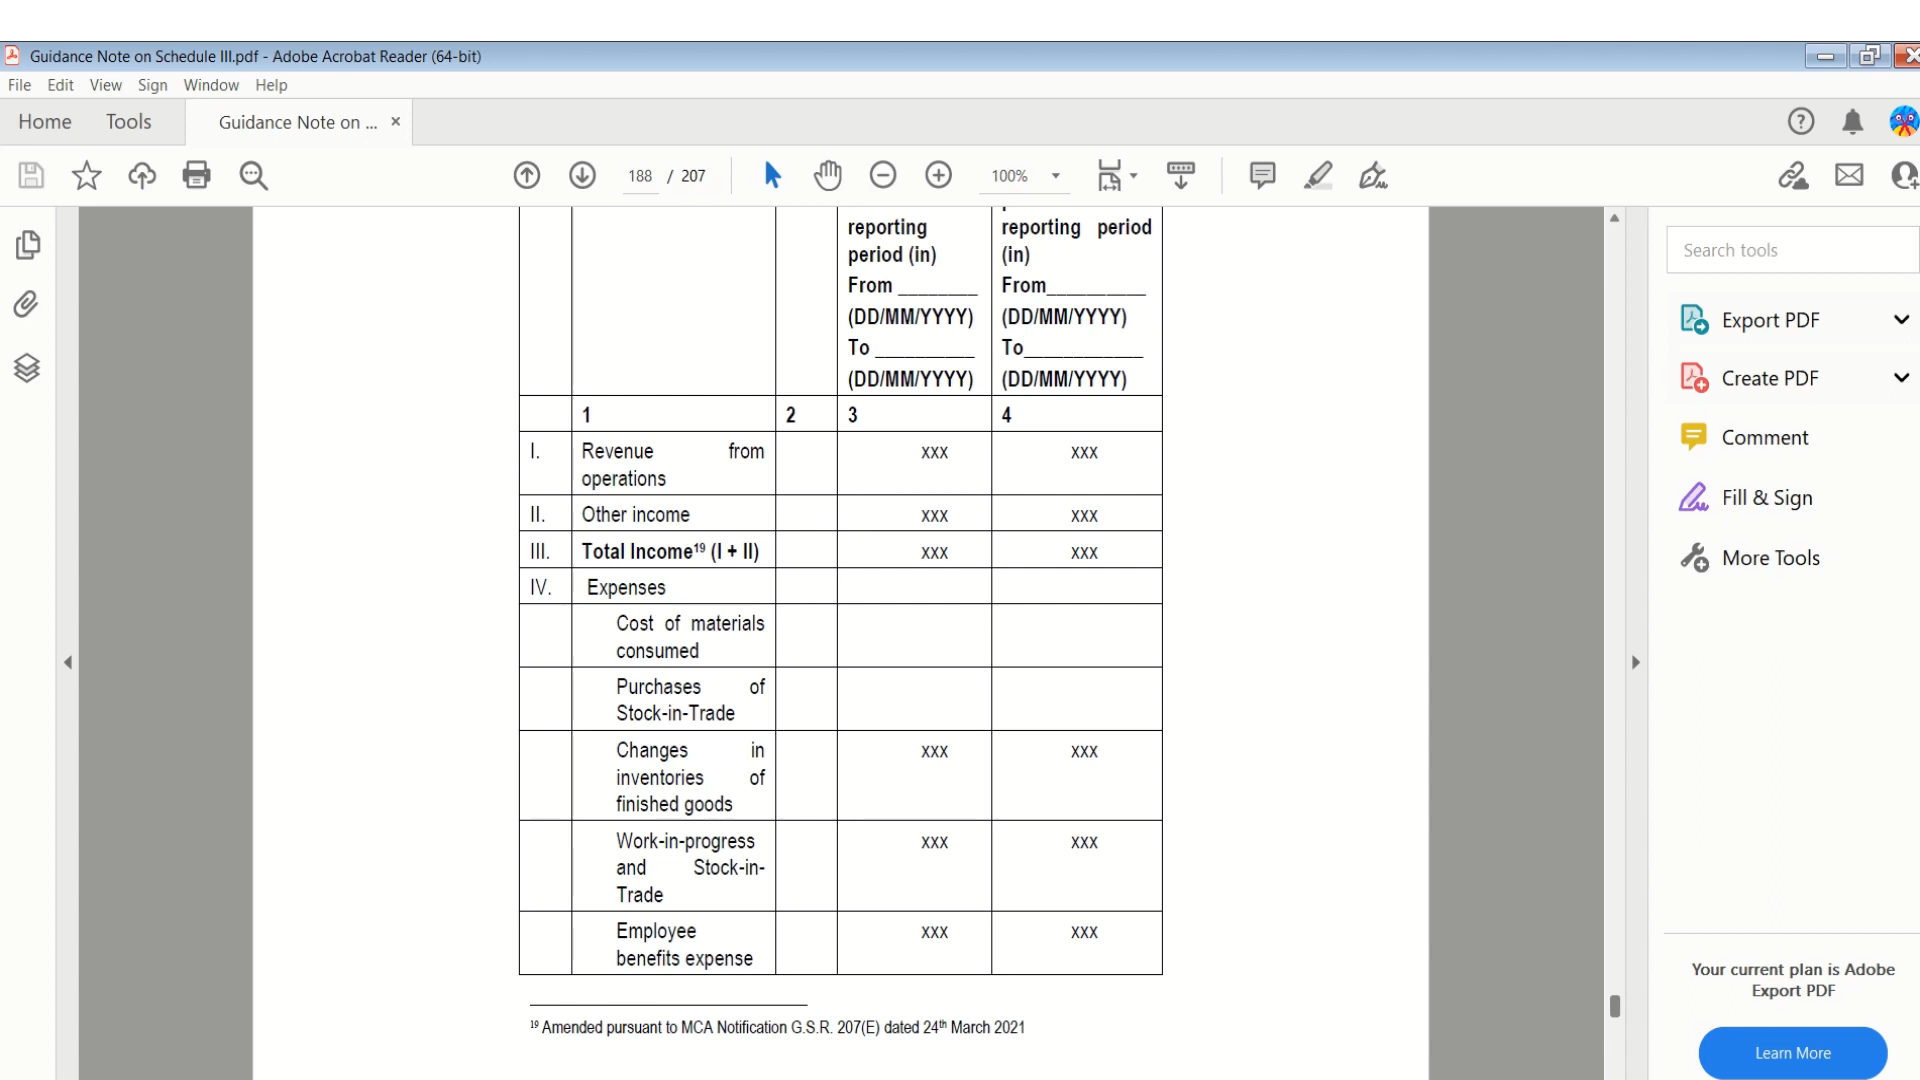 Guidance Note on Schedule III.pdf - Adobe Acrobat Reader (64-bit)
File Edit View Sign Window Help
Home Tools Guidance Note on ... ×
188 / 207 100%
reporting period (in) From ________ (DD/MM/YYYY) To __________ (DD/MM/YYYY)
reporting period (in) From__________ (DD/MM/YYYY) To____________ (DD/MM/YYYY)
1 2 3 4
I. Revenue from operations xxx xxx
II. Other income xxx xxx
III. Total Income¹⁹ (I + II) xxx xxx
IV. Expenses
Cost of materials consumed
Purchases of Stock-in-Trade
Changes in inventories of finished goods xxx xxx
Work-in-progress and Stock-in-Trade xxx xxx
Employee benefits expense xxx xxx
¹⁹ Amended pursuant to MCA Notification G.S.R. 207(E) dated 24th March 2021
Search tools
Export PDF
Create PDF
Comment
Fill & Sign
More Tools
Your current plan is Adobe
Export PDF
Learn More